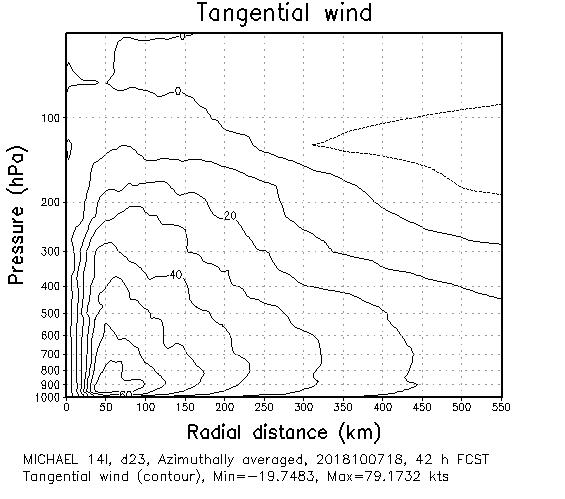 Tangential wind
0
0
100
200
20
300
40
400
500
600
700
800
900
60
1000
0 50 100 150 200 250 300 350 400 450 500 550
Pressure (hPa)
Radial distance (km)
MICHAEL 14l, d23, Azimuthally averaged, 2018100718, 42 h FCST
Tangential wind (contour), Min=−19.7483, Max=79.1732 kts